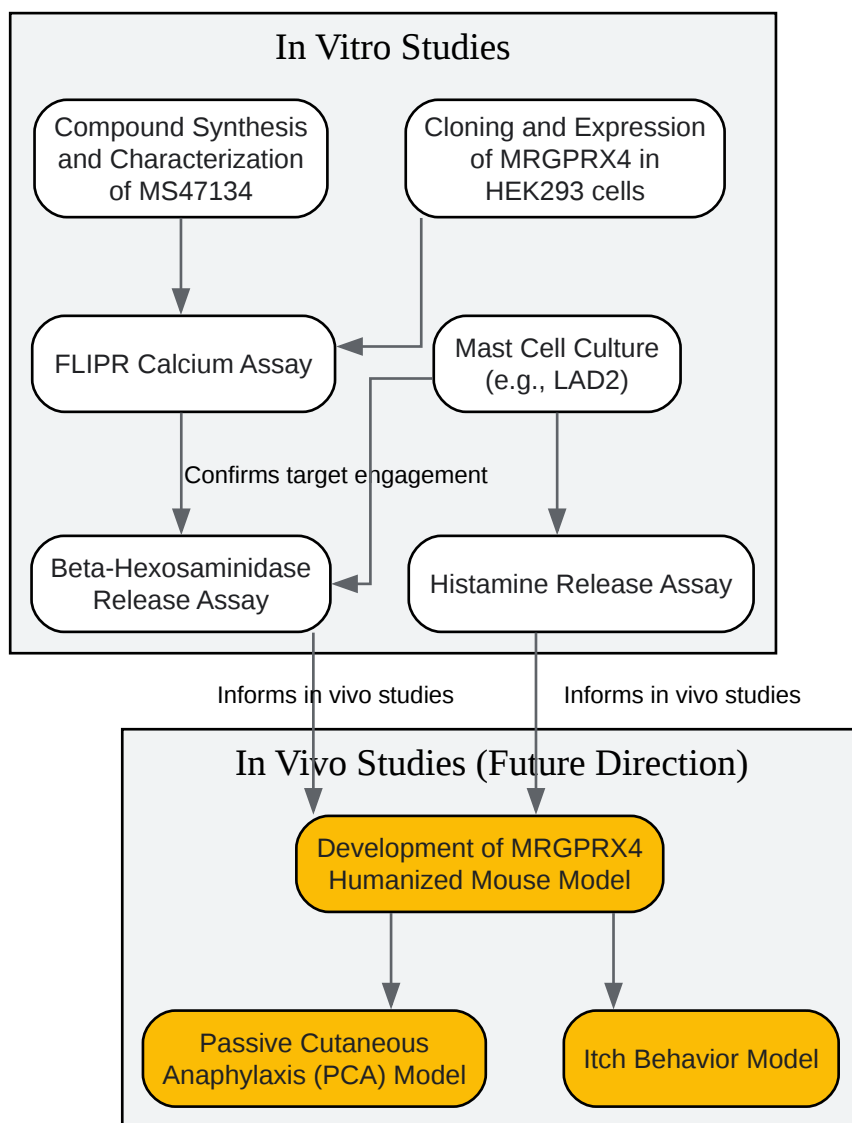 In Vitro Studies
Compound Synthesis
and Characterization
of MS47134
Cloning and Expression
of MRGPRX4 in
HEK293 cells
FLIPR Calcium Assay
Mast Cell Culture
(e.g., LAD2)
Confirms target engagement
Beta-Hexosaminidase
Release Assay
Histamine Release Assay
Informs in vivo studies
Informs in vivo studies
In Vivo Studies (Future Direction)
Development of MRGPRX4
Humanized Mouse Model
Passive Cutaneous
Anaphylaxis (PCA) Model
Itch Behavior Model